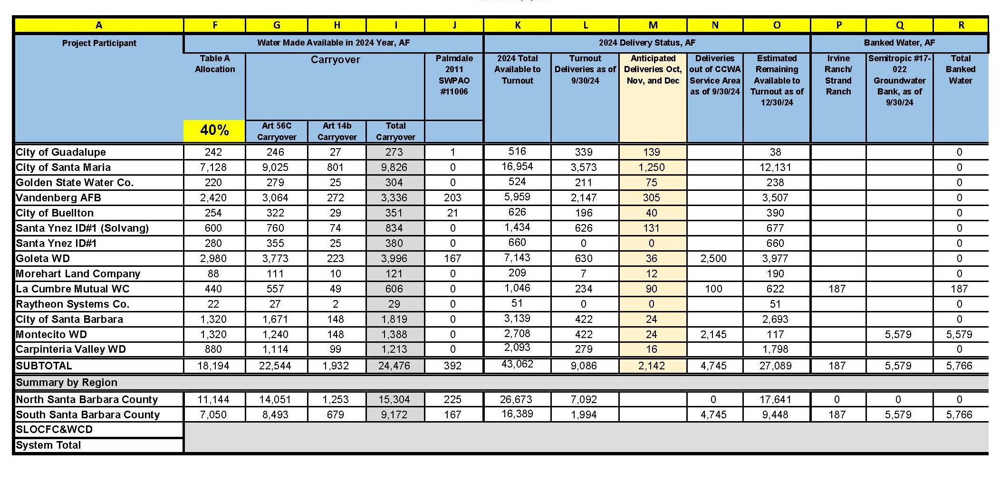 A F G H I J K L M N O P Q R
Project Participant Water Made Available in 2024 Year, AF 2024 Delivery Status, AF Banked Water, AF
Table A Allocation Carryover Palmdale 2011 SWPAO #11006 2024 Total Available to Turnout Turnout Deliveries as of 9/30/24 Anticipated Deliveries Oct, Nov, and Dec Deliveries out of CCWA Service Area as of 9/30/24 Estimated Remaining Available to Turnout as of 12/30/24 Irvine Ranch/ Strand Ranch Semitropic #17-022 Groundwater Bank, as of 9/30/24 Total Banked Water
40% Art 56C Carryover Art 14b Carryover Total Carryover
City of Guadalupe 242 246 27 273 1 516 339 139 38 0
City of Santa Maria 7,128 9,025 801 9,826 0 16,954 3,573 1,250 12,131 0
Golden State Water Co. 220 279 25 304 0 524 211 75 238 0
Vandenberg AFB 2,420 3,064 272 3,336 203 5,959 2,147 305 3,507 0
City of Buellton 254 322 29 351 21 626 196 40 390 0
Santa Ynez ID#1 (Solvang) 600 760 74 834 0 1,434 626 131 677 0
Santa Ynez ID#1 280 355 25 380 0 660 0 0 660 0
Goleta WD 2,980 3,773 223 3,996 167 7,143 630 36 2,500 3,977 0
Morehart Land Company 88 111 10 121 0 209 7 12 190 0
La Cumbre Mutual WC 440 557 49 606 0 1,046 234 90 100 622 187 187
Raytheon Systems Co. 22 27 2 29 0 51 0 0 51 0
City of Santa Barbara 1,320 1,671 148 1,819 0 3,139 422 24 2,693 0
Montecito WD 1,320 1,240 148 1,388 0 2,708 422 24 2,145 117 5,579 5,579
Carpinteria Valley WD 880 1,114 99 1,213 0 2,093 279 16 1,798 0
SUBTOTAL 18,194 22,544 1,932 24,476 392 43,062 9,086 2,142 4,745 27,089 187 5,579 5,766
Summary by Region
North Santa Barbara County 11,144 14,051 1,253 15,304 225 26,673 7,092 0 17,641 0 0 0
South Santa Barbara County 7,050 8,493 679 9,172 167 16,389 1,994 4,745 9,448 187 5,579 5,766
SLOCFC&WCD
System Total